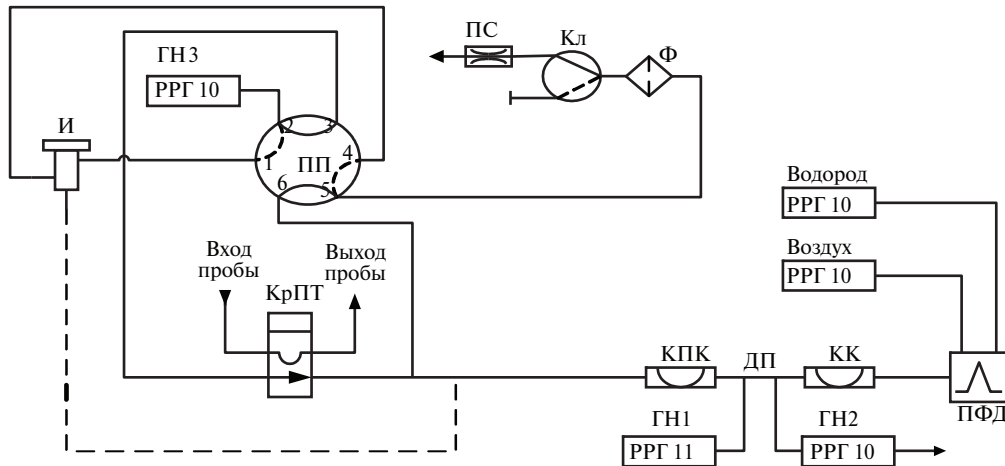 ПС
Кл
Ф
ГН3
РРГ 10
И
2
3
1
4
ПП
6
5
Водород
РРГ 10
Воздух
РРГ 10
Вход
пробы
Выход
пробы
КрПТ
КПК
ДП
КК
ПФД
ГН1
РРГ 11
ГН2
РРГ 10